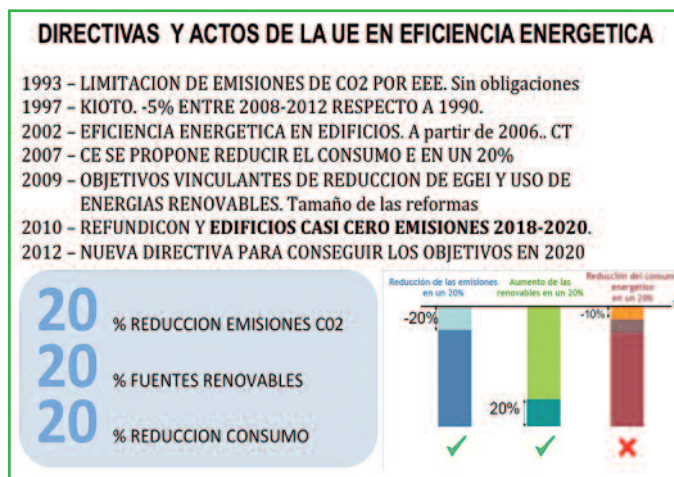 DIRECTIVAS Y ACTOS DE LA UE EN EFICIENCIA ENERGETICA
1993 – LIMITACION DE EMISIONES DE CO2 POR EEE. Sin obligaciones
1997 – KIOTO. -5% ENTRE 2008-2012 RESPECTO A 1990.
2002 – EFICIENCIA ENERGETICA EN EDIFICIOS. A partir de 2006.. CT
2007 – CE SE PROPONE REDUCIR EL CONSUMO E EN UN 20%
2009 – OBJETIVOS VINCULANTES DE REDUCCION DE EGEI Y USO DE
ENERGIAS RENOVABLES. Tamaño de las reformas
2010 – REFUNDICON Y EDIFICIOS CASI CERO EMISIONES 2018-2020.
2012 – NUEVA DIRECTIVA PARA CONSEGUIR LOS OBJETIVOS EN 2020
20 % REDUCCION EMISIONES C02
20 % FUENTES RENOVABLES
20 % REDUCCION CONSUMO
Reducción de las emisiones
en un 20%
-20%
Aumento de las
renovables en un 20%
20%
Reducción del consumo
energético
en un 20%
-10%